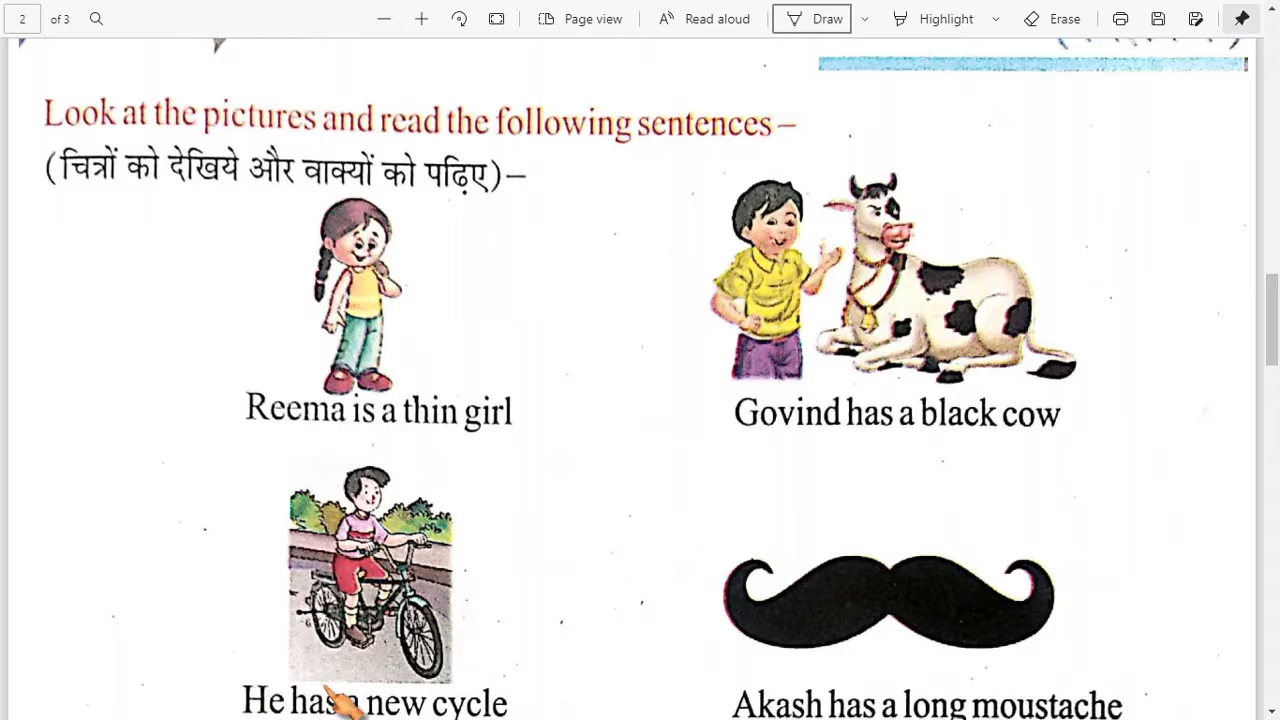 2 of 3 Page view Read aloud Draw Highlight Erase
Look at the pictures and read the following sentences –
(चित्रों को देखिये और वाक्यों को पढ़िए)–
Reema is a thin girl
Govind has a black cow
He has a new cycle
Akash has a long moustache